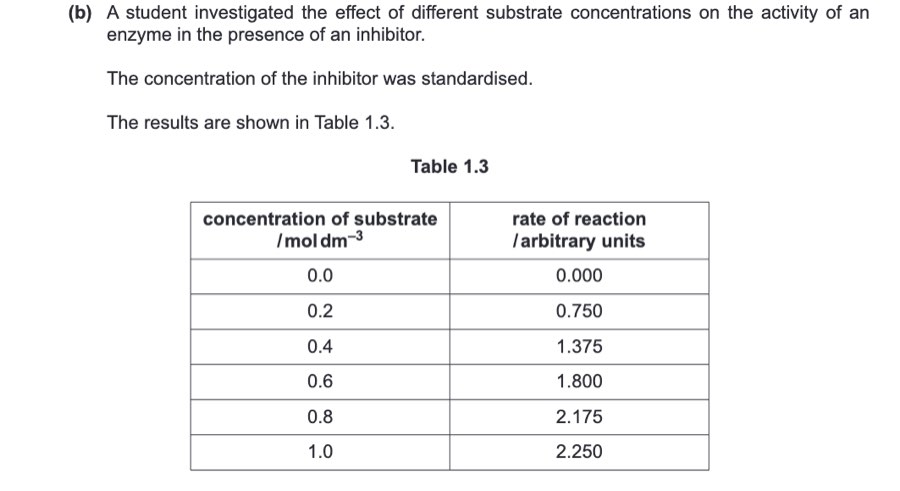 (b) A student investigated the effect of different substrate concentrations on the activity of an
enzyme in the presence of an inhibitor.
The concentration of the inhibitor was standardised.
The results are shown in Table 1.3.
Table 1.3
concentration of substrate rate of reaction
/mol dm⁻³ /arbitrary units
0.0 0.000
0.2 0.750
0.4 1.375
0.6 1.800
0.8 2.175
1.0 2.250